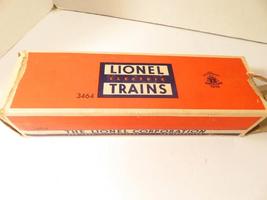 LIONEL
ELECTRIC
TRAINS
3464
THE LIONEL CORPORATION